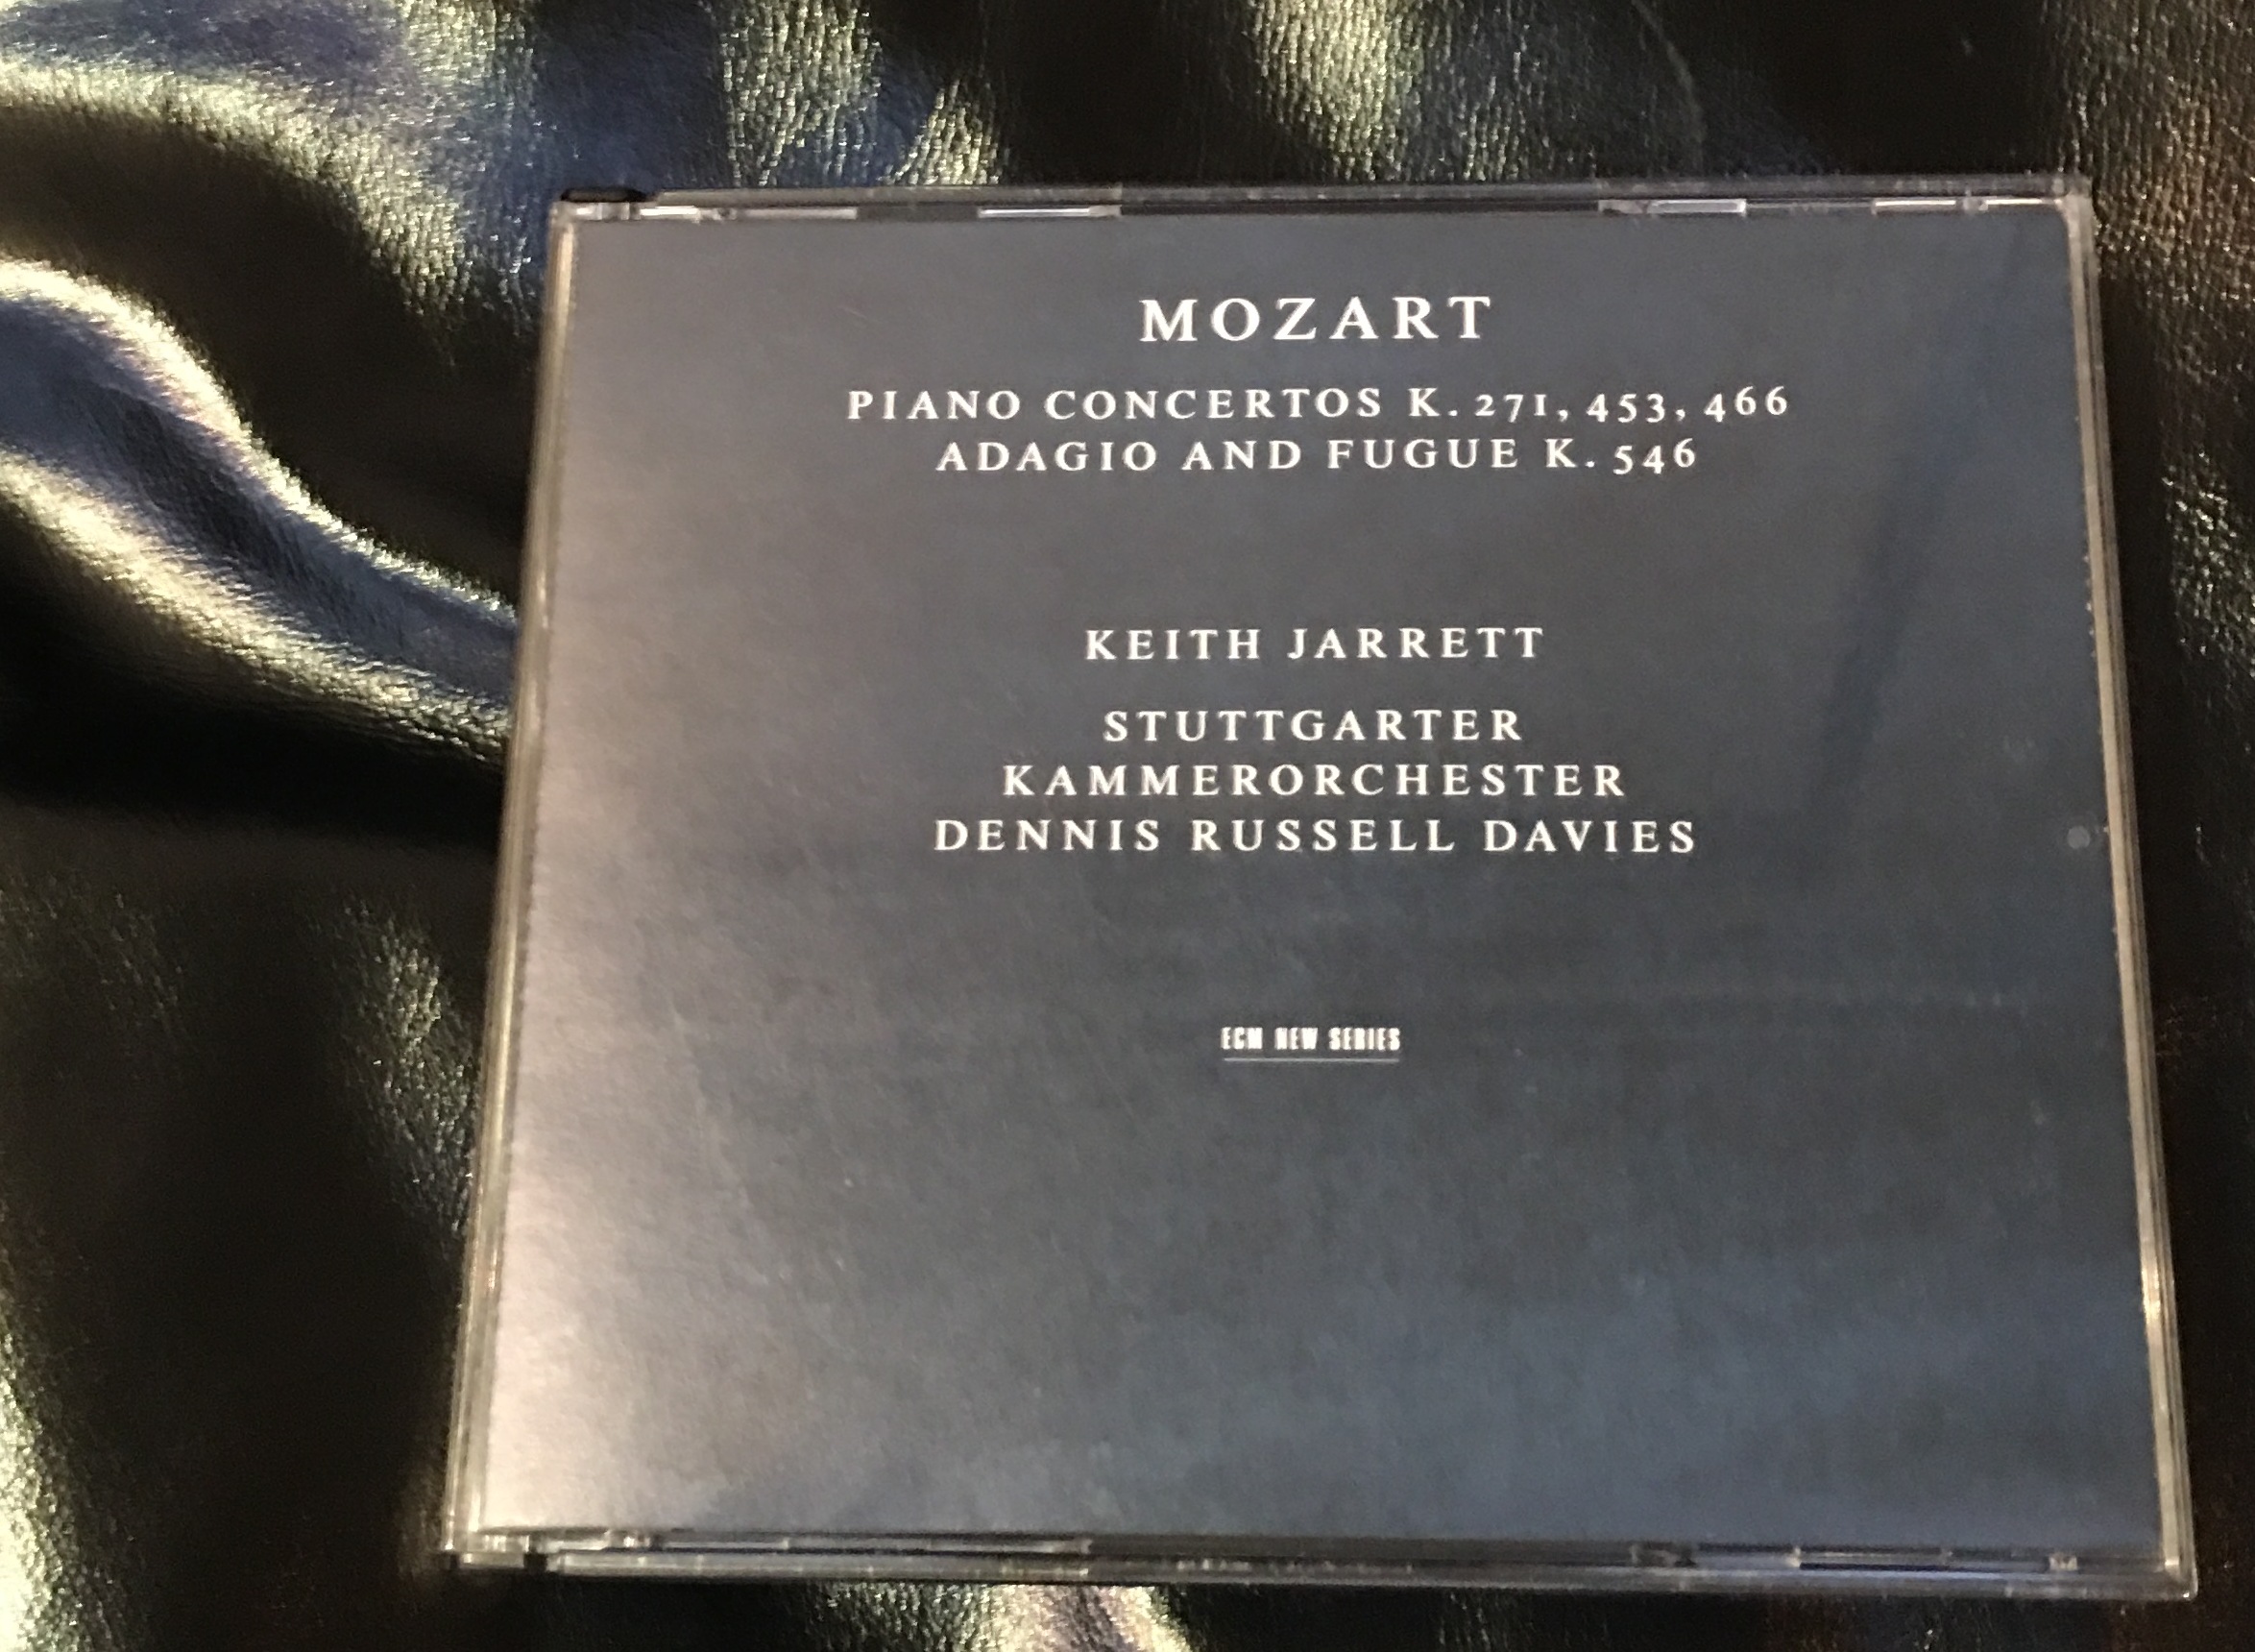 MOZART
PIANO CONCERTOS K. 271, 453, 466
ADAGIO AND FUGUE K. 546
KEITH JARRETT
STUTTGARTER
KAMMERORCHESTER
DENNIS RUSSELL DAVIES
ECM NEW SERIES